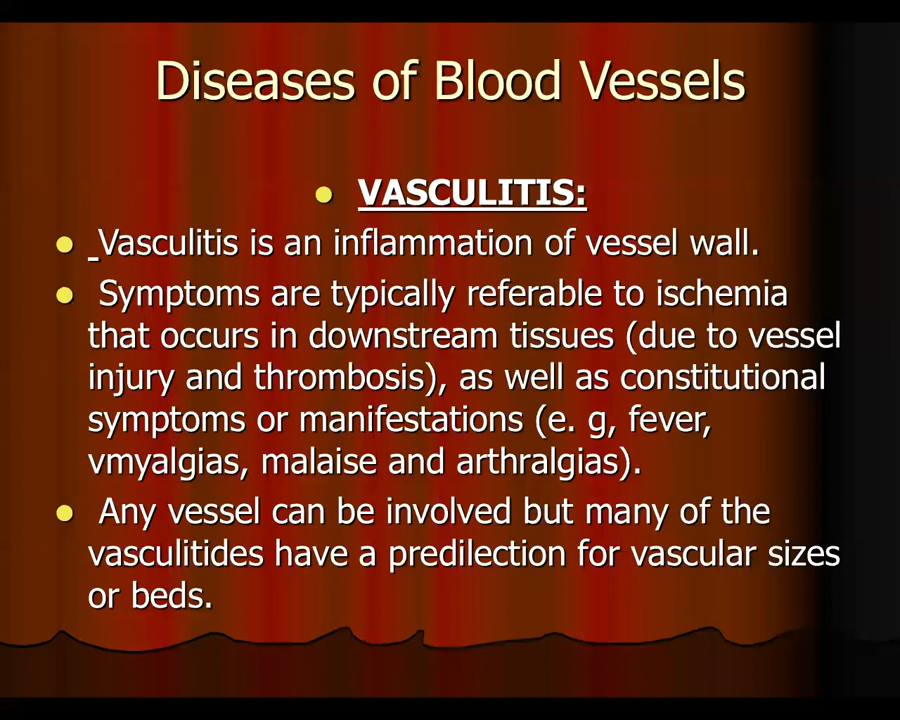 Diseases of Blood Vessels
VASCULITIS:
Vasculitis is an inflammation of vessel wall.
Symptoms are typically referable to ischemia
that occurs in downstream tissues (due to vessel
injury and thrombosis), as well as constitutional
symptoms or manifestations (e. g, fever,
vmyalgias, malaise and arthralgias).
Any vessel can be involved but many of the
vasculitides have a predilection for vascular sizes
or beds.